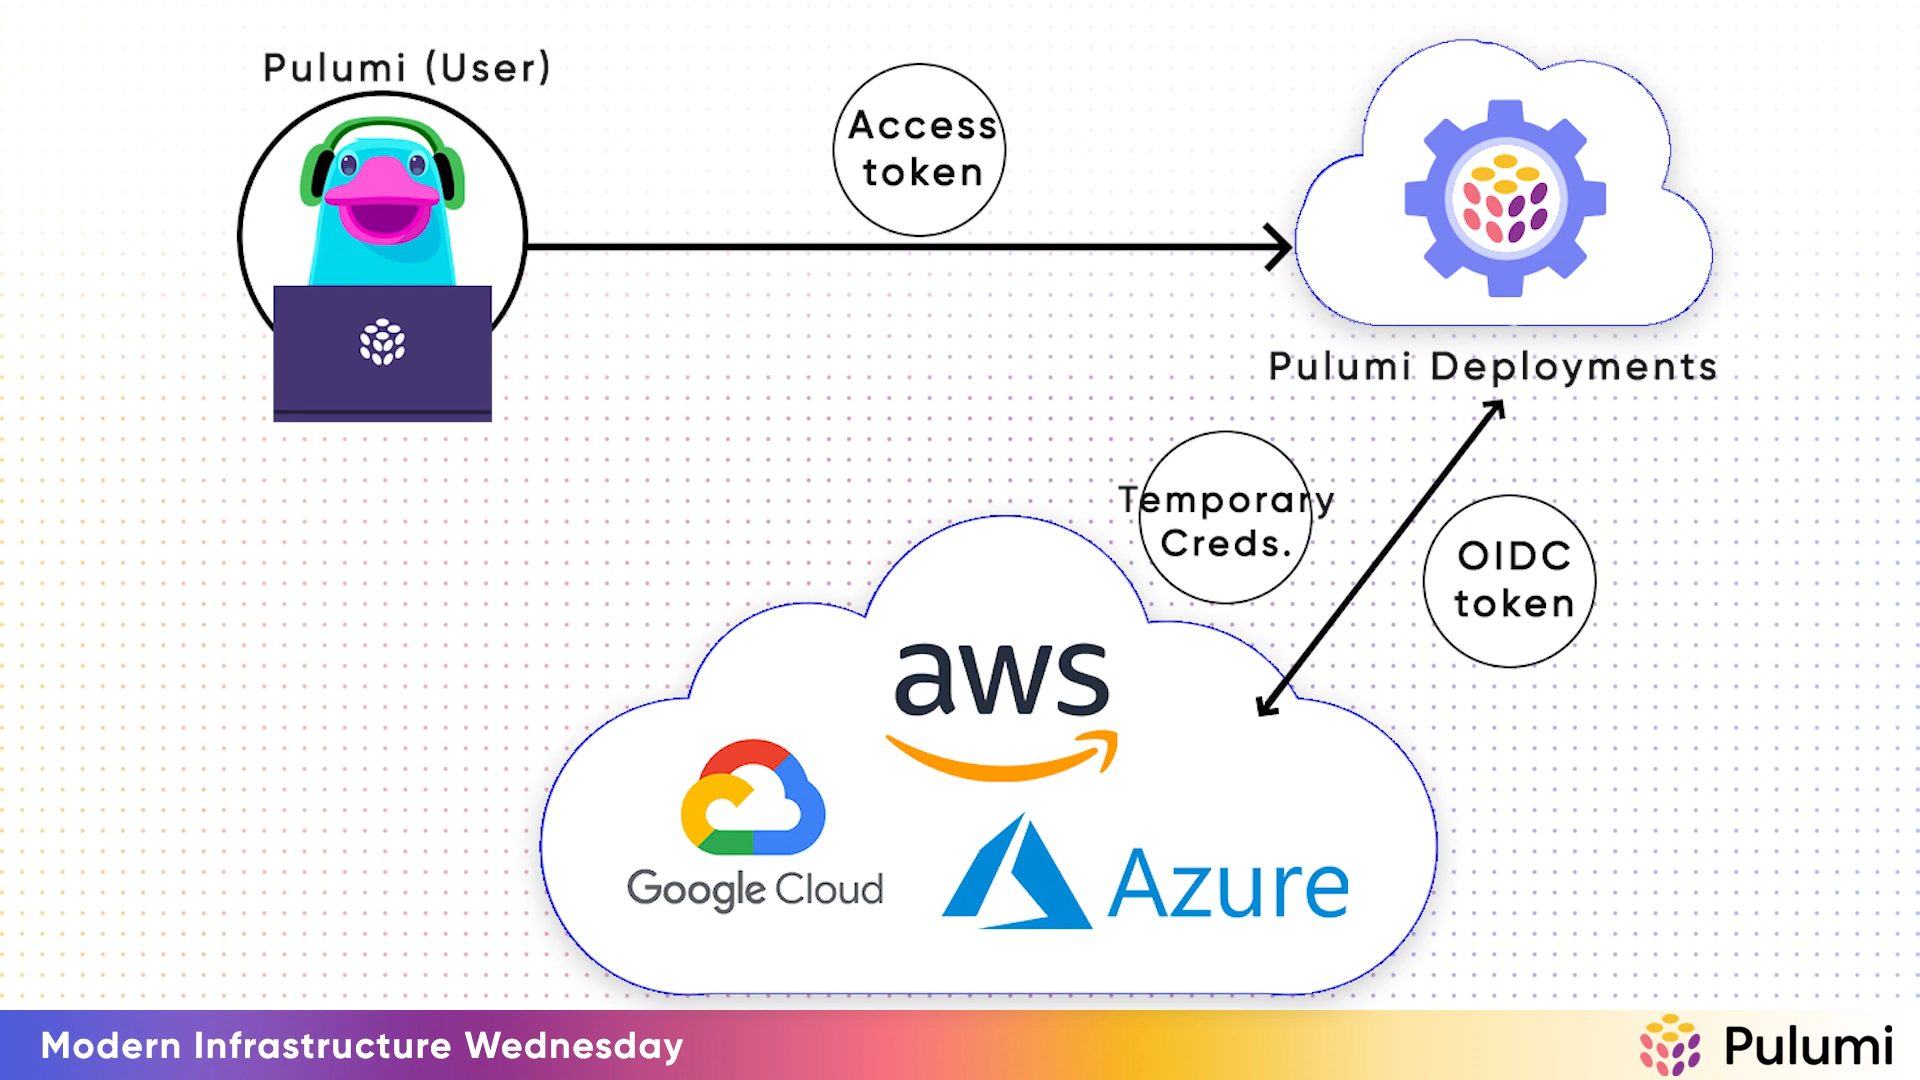 Pulumi (User)
Access
token
Pulumi Deployments
Temporary
Creds.
OIDC
token
aws
Google Cloud
Azure
Modern Infrastructure Wednesday
Pulumi